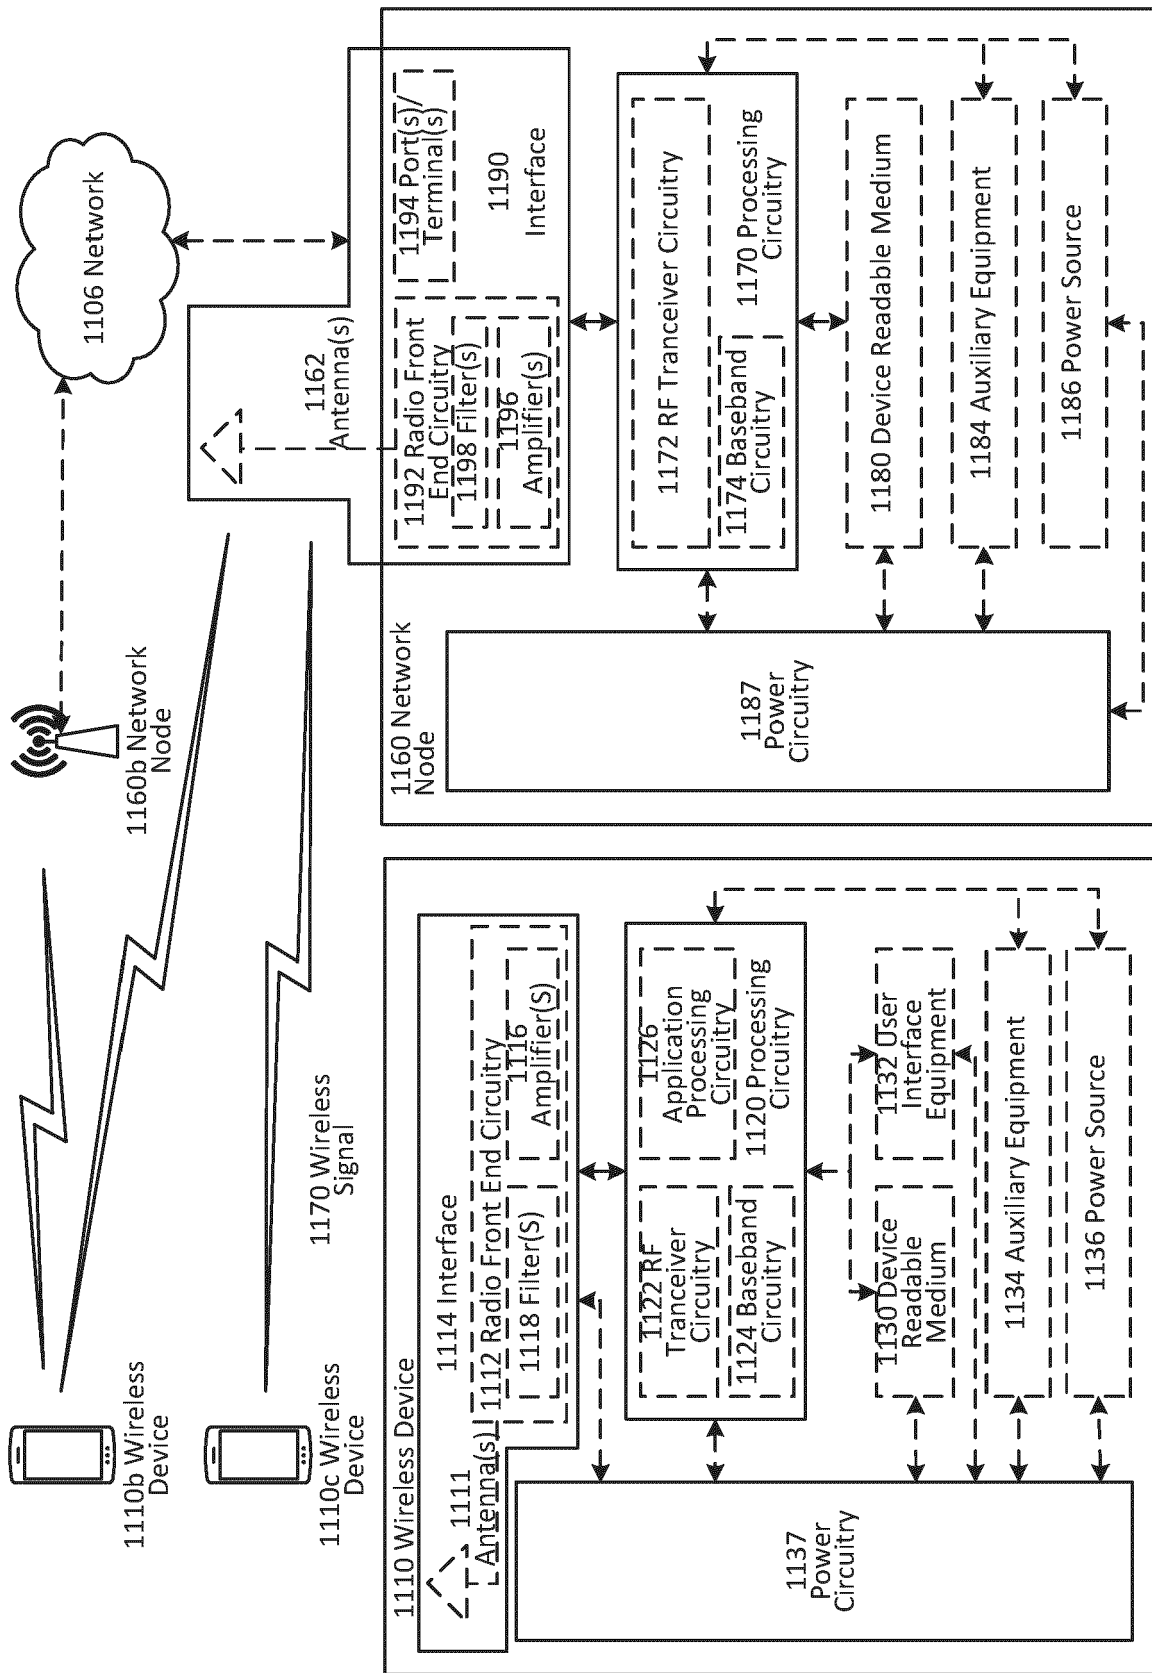 1106 Network
1160b Network
Node
1110b Wireless
Device
1110c Wireless
Device
1170 Wireless
Signal
1110 Wireless Device
1111
Antenna(s)
1114 Interface
1112 Radio Front End Circuitry
1118 Filter(S)
1116
Amplifier(S)
1122 RF
Tranceiver
Circuitry
1124 Baseband
Circuitry
1126
Application
Processing
Circuitry
1120 Processing
Circuitry
1130 Device
Readable
Medium
1132 User
Interface
Equipment
1134 Auxiliary Equipment
1136 Power Source
1137
Power
Circuitry
1160 Network
Node
1162
Antenna(s)
1192 Radio Front
End Circuitry
1198 Filter(s)
1196
Amplifier(s)
1194 Port(s)/
Terminal(s)
1190
Interface
1172 RF Tranceiver Circuitry
1174 Baseband
Circuitry
1170 Processing
Circuitry
1180 Device Readable Medium
1184 Auxiliary Equipment
1186 Power Source
1187
Power
Circuitry